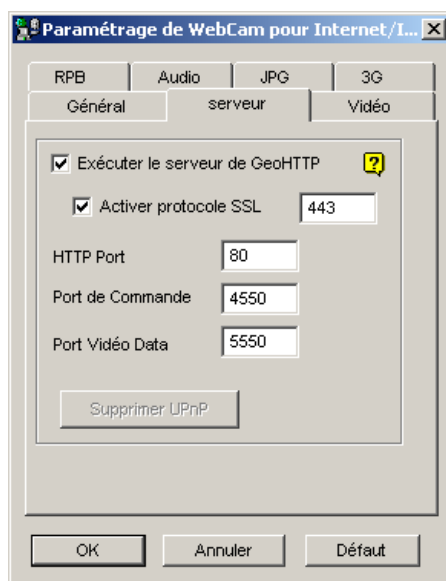 Paramétrage de WebCam pour Internet/I...
RPB Audio JPG 3G
Général serveur Vidéo
Exécuter le serveur de GeoHTTP ?
Activer protocole SSL 443
HTTP Port 80
Port de Commande 4550
Port Vidéo Data 5550
Supprimer UPnP
OK Annuler Défaut